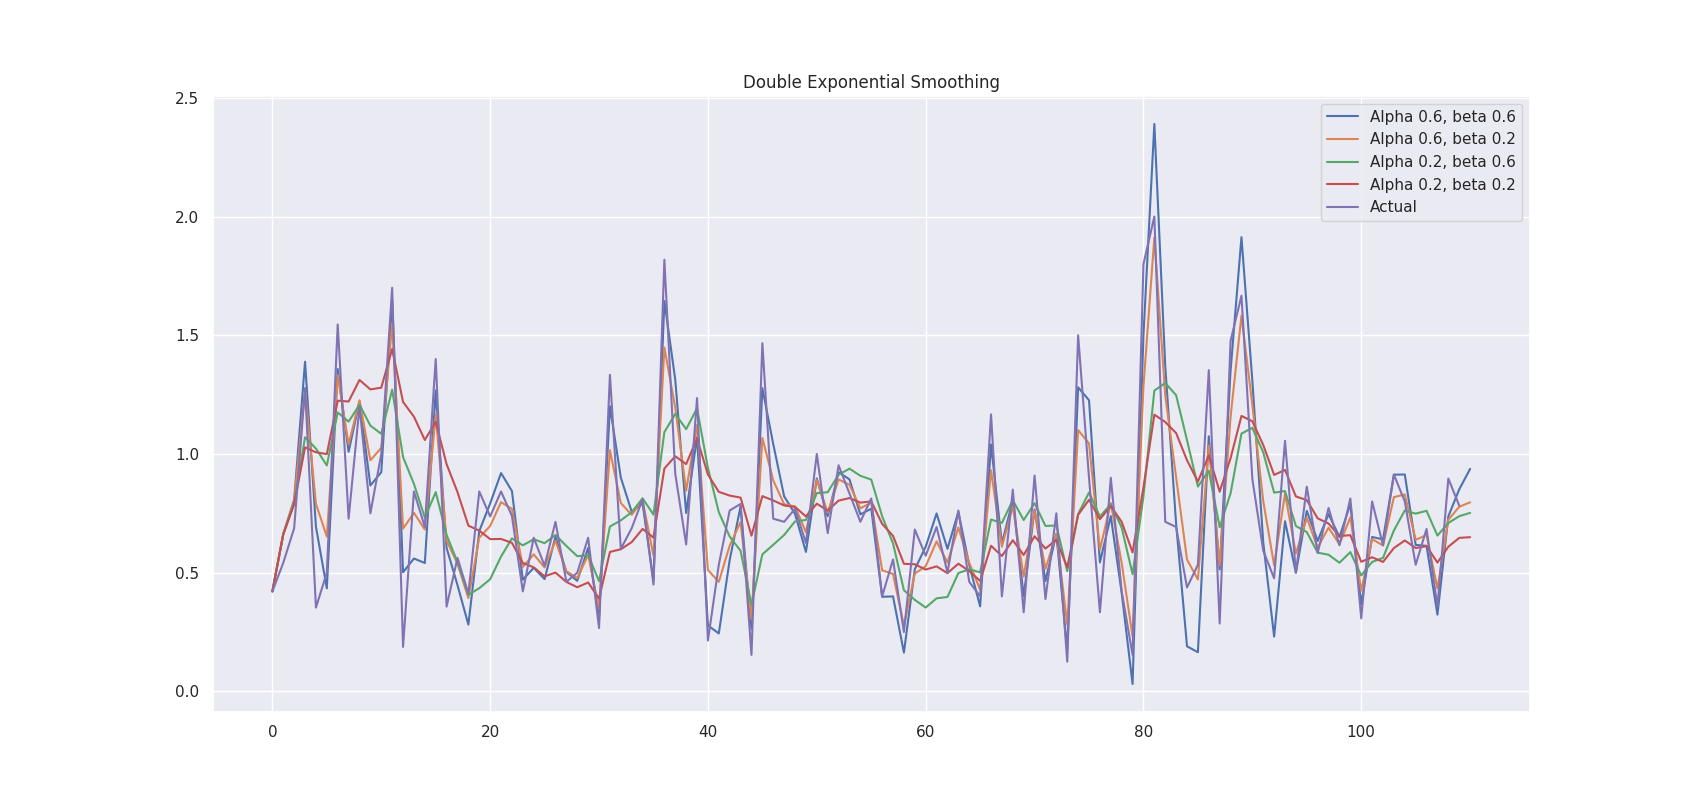 Double Exponential Smoothing
2.5
2.0
1.5
1.0
0.5
0.0
0 20 40 60 80 100
Alpha 0.6, beta 0.6
Alpha 0.6, beta 0.2
Alpha 0.2, beta 0.6
Alpha 0.2, beta 0.2
Actual